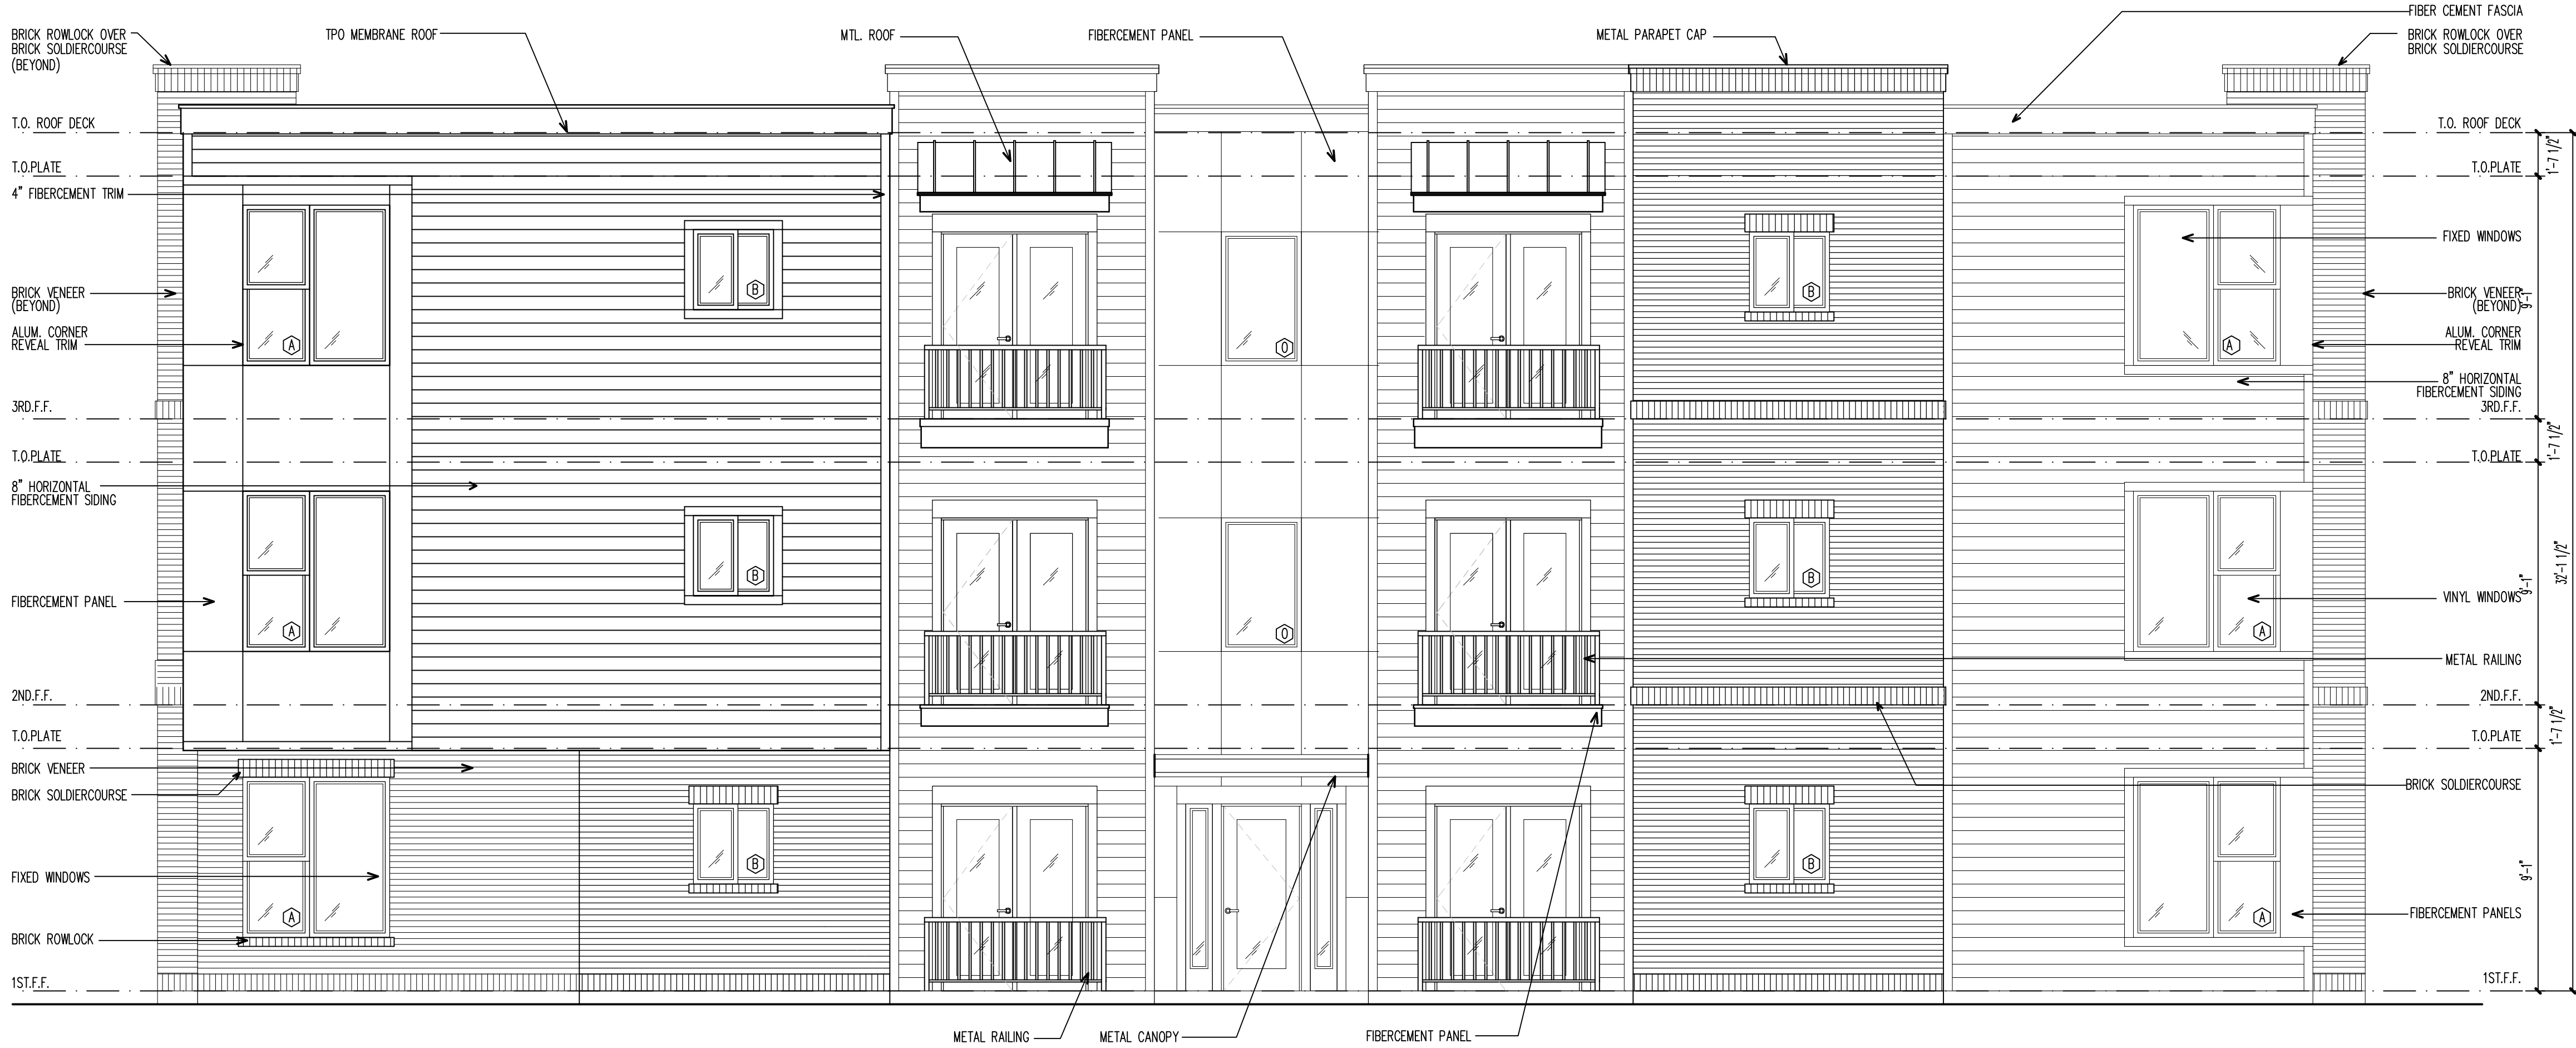 BRICK ROWLOCK OVER
BRICK SOLDIERCOURSE
(BEYOND)
TPO MEMBRANE ROOF
MTL. ROOF
FIBERCEMENT PANEL
METAL PARAPET CAP
FIBER CEMENT FASCIA
BRICK ROWLOCK OVER
BRICK SOLDIERCOURSE
T.O. ROOF DECK
T.O.PLATE
4" FIBERCEMENT TRIM
BRICK VENEER
(BEYOND)
ALUM. CORNER
REVEAL TRIM
3RD.F.F.
T.O.PLATE
8" HORIZONTAL
FIBERCEMENT SIDING
FIBERCEMENT PANEL
2ND.F.F.
T.O.PLATE
BRICK VENEER
BRICK SOLDIERCOURSE
FIXED WINDOWS
BRICK ROWLOCK
1ST.F.F.
A
B
O
B
A
A
B
O
B
A
A
B
B
A
T.O. ROOF DECK
T.O.PLATE
FIXED WINDOWS
BRICK VENEER
(BEYOND)
ALUM. CORNER
REVEAL TRIM
8" HORIZONTAL
FIBERCEMENT SIDING
3RD.F.F.
T.O.PLATE
VINYL WINDOWS
METAL RAILING
2ND.F.F.
T.O.PLATE
BRICK SOLDIERCOURSE
FIBERCEMENT PANELS
1ST.F.F.
1'-7 1/2"
9'-1"
1'-7 1/2"
9'-1"
1'-7 1/2"
9'-1"
32'-1 1/2"
METAL RAILING
METAL CANOPY
FIBERCEMENT PANEL